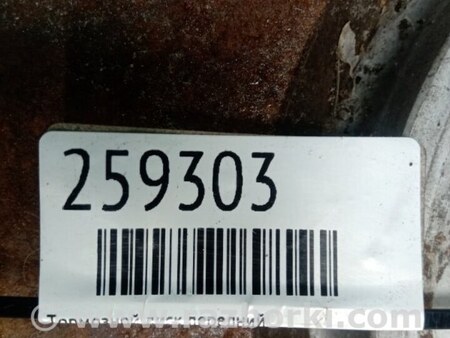 259303
Тормозной диск передний